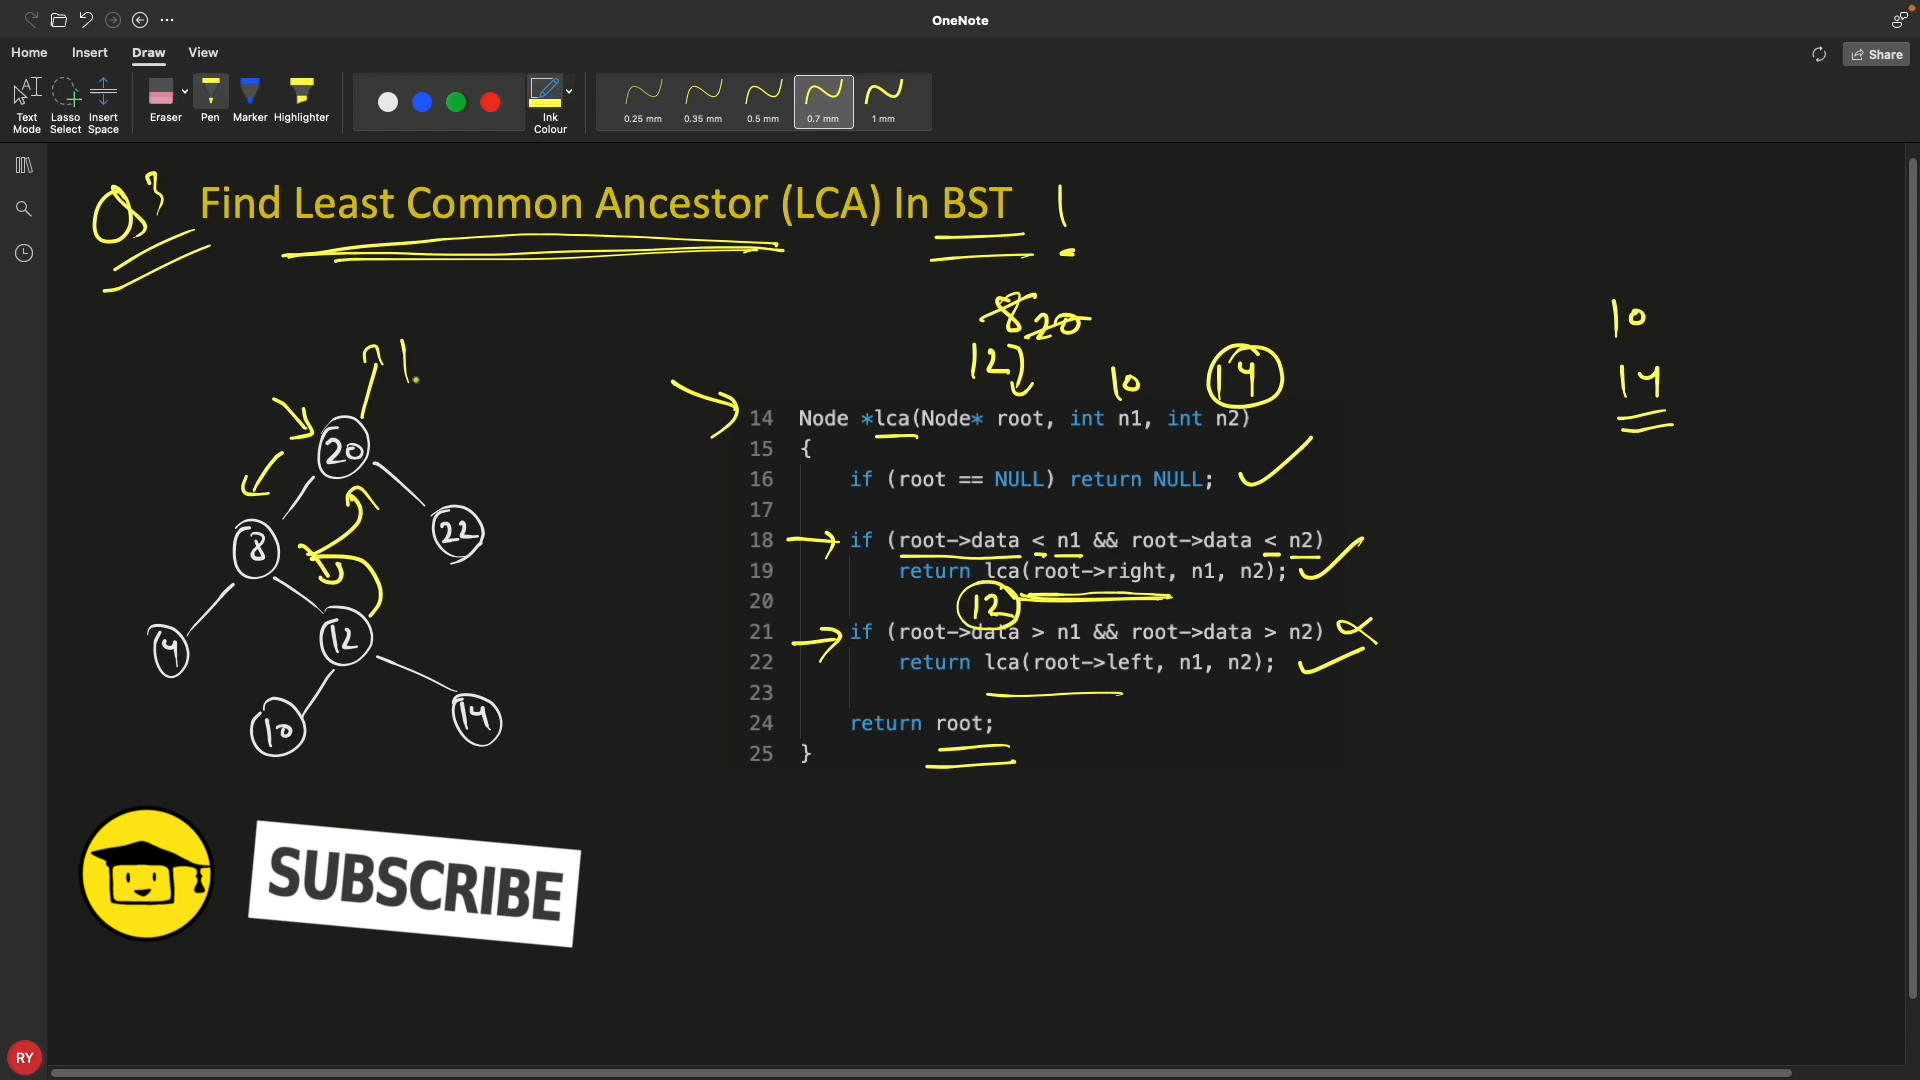 OneNote
Home Insert Draw View
Share
Text Mode
Lasso Select
Insert Space
Eraser
Pen
Marker
Highlighter
Ink Colour
0.25 mm
0.35 mm
0.5 mm
0.7 mm
1 mm
Q3 Find Least Common Ancestor (LCA) In BST !
8 20
12
10
14
10
14
20
8
22
4
12
10
14
14 Node *lca(Node* root, int n1, int n2)
15 {
16 if (root == NULL) return NULL;
17
18 if (root->data < n1 && root->data < n2)
19 return lca(root->right, n1, n2);
20
12
21 if (root->data > n1 && root->data > n2)
22 return lca(root->left, n1, n2);
23
24 return root;
25 }
SUBSCRIBE
RY